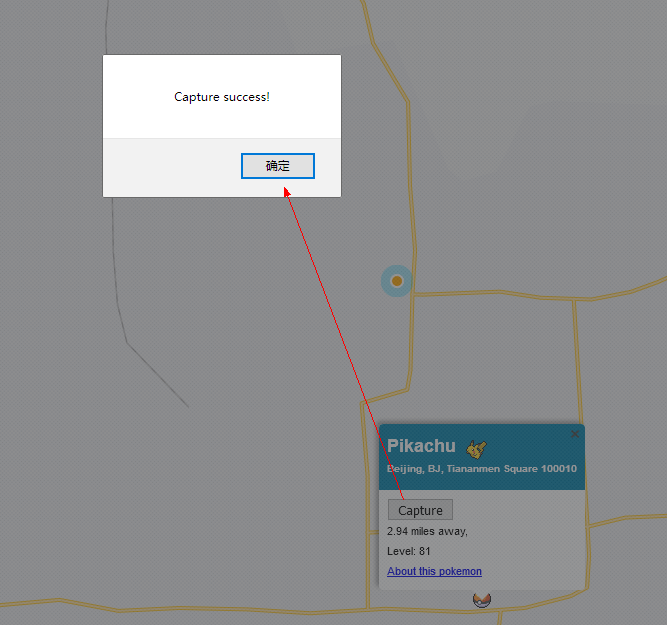 Capture success!
确定
Pikachu
Beijing, BJ, Tiananmen Square 100010
Capture
2.94 miles away,
Level: 81
About this pokemon